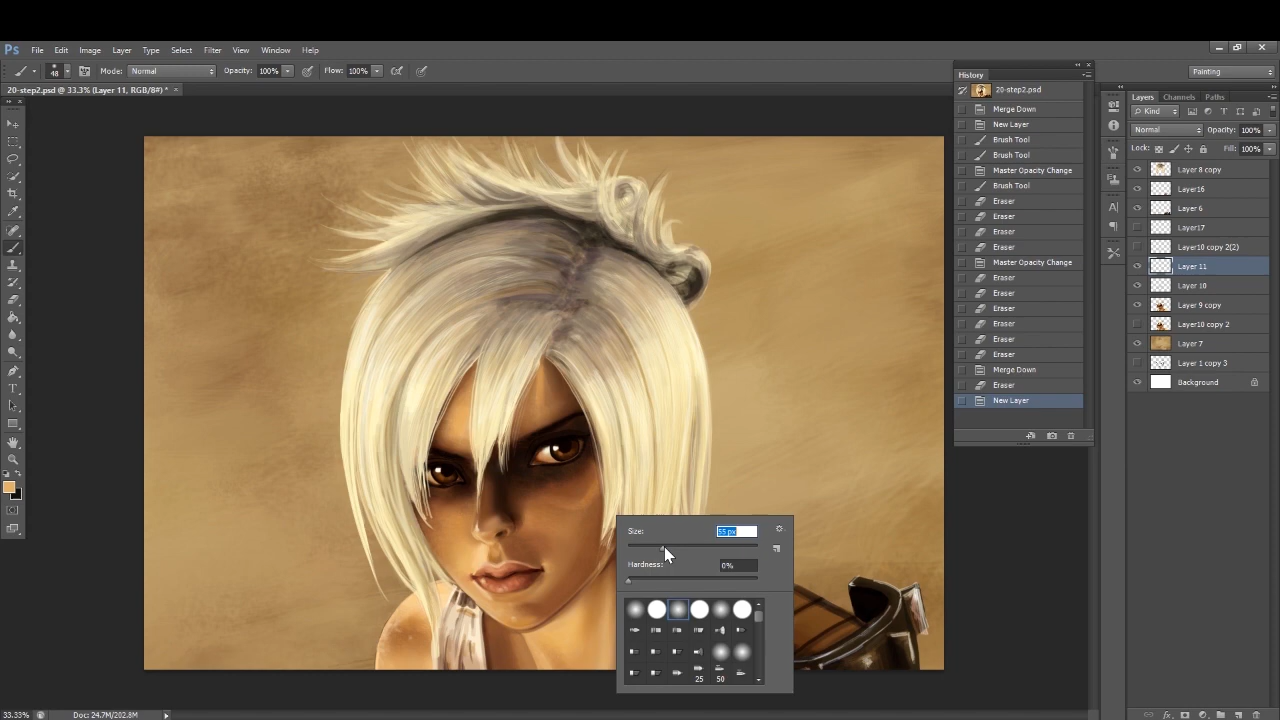 Ps File Edit Image Layer Type Select Filter View Window Help
48 Mode: Normal Opacity: 100% Flow: 100% Painting
20-step2.psd @ 33.3% (Layer 11, RGB/8#) * ×
History
20-step2.psd
Merge Down
New Layer
Brush Tool
Brush Tool
Master Opacity Change
Brush Tool
Eraser
Eraser
Eraser
Eraser
Master Opacity Change
Eraser
Eraser
Eraser
Eraser
Eraser
Eraser
Merge Down
Eraser
New Layer
Layers Channels Paths
Kind
Normal Opacity: 100%
Lock: Fill: 100%
Layer 8 copy
Layer16
Layer 6
Layer17
Layer10 copy 2(2)
Layer 11
Layer 10
Layer 9 copy
Layer10 copy 2
Layer 7
Layer 1 copy 3
Background
Size: 55 px
Hardness: 0%
25 50
33.33% Doc: 24.7M/202.8M